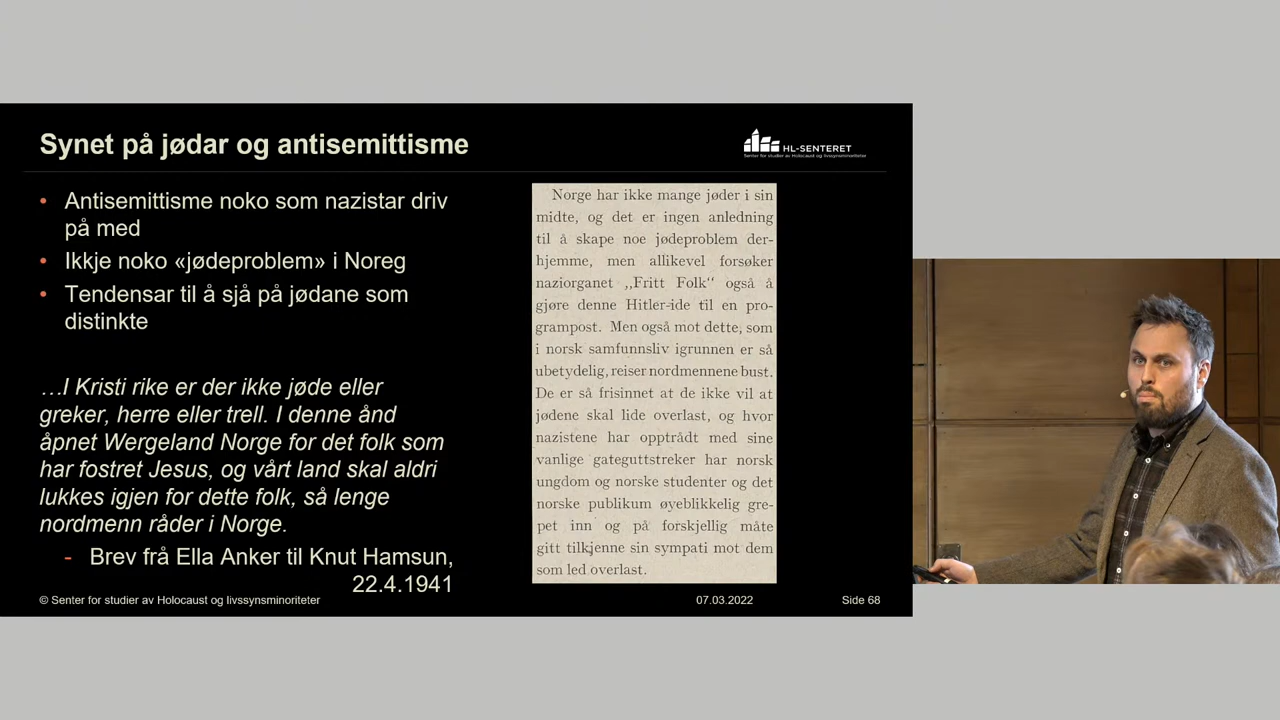 Synet på jødar og antisemittisme
HL-SENTERET
Senter for studier av Holocaust og livssynsminoriteter
• Antisemittisme noko som nazistar driv
på med
• Ikkje noko «jødeproblem» i Noreg
• Tendensar til å sjå på jødane som
distinkte
…I Kristi rike er der ikke jøde eller
greker, herre eller trell. I denne ånd
åpnet Wergeland Norge for det folk som
har fostret Jesus, og vårt land skal aldri
lukkes igjen for dette folk, så lenge
nordmenn råder i Norge.
- Brev frå Ella Anker til Knut Hamsun,
22.4.1941
Norge har ikke mange jøder i sin
midte, og det er ingen anledning
til å skape noe jødeproblem der-
hjemme, men allikevel forsøker
naziorganet ,,Fritt Folk“ også å
gjøre denne Hitler-ide til en pro-
grampost. Men også mot dette, som
i norsk samfunnsliv igrunnen er så
ubetydelig, reiser nordmennene bust.
De er så frisinnet at de ikke vil at
jødene skal lide overlast, og hvor
nazistene har opptrådt med sine
vanlige gateguttstreker har norsk
ungdom og norske studenter og det
norske publikum øyeblikkelig gre-
pet inn og på forskjellig måte
gitt tilkjenne sin sympati mot dem
som led overlast.
© Senter for studier av Holocaust og livssynsminoriteter
07.03.2022
Side 68